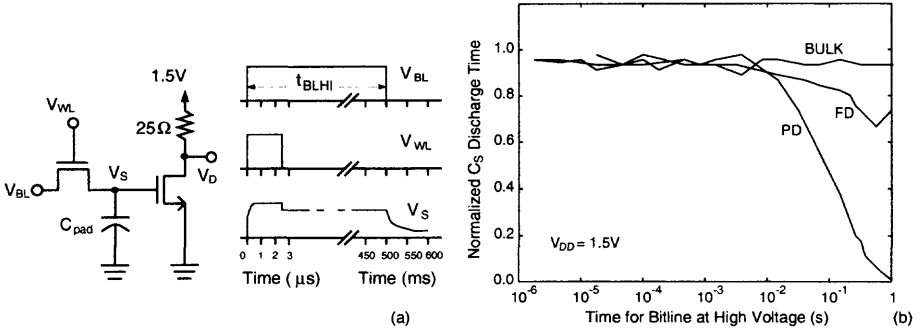 1.5V
V_WL
25Ω
V_D
V_BL
V_S
C_pad
t_BLHI
V_BL
V_WL
V_S
0 1 2 3 450 500 550 600
Time (μs) Time (ms)
(a)
Normalized C_S Discharge Time
1.0
0.8
0.6
0.4
0.2
0.0
BULK
FD
PD
V_DD = 1.5V
10^-6 10^-5 10^-4 10^-3 10^-2 10^-1 1
Time for Bitline at High Voltage (s)
(b)